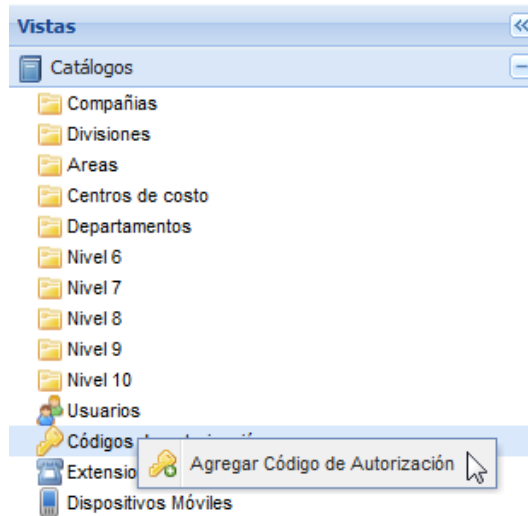 Vistas
Catálogos
Compañias
Divisiones
Areas
Centros de costo
Departamentos
Nivel 6
Nivel 7
Nivel 8
Nivel 9
Nivel 10
Usuarios
Códigos
Agregar Código de Autorización
Extensio
Dispositivos Móviles